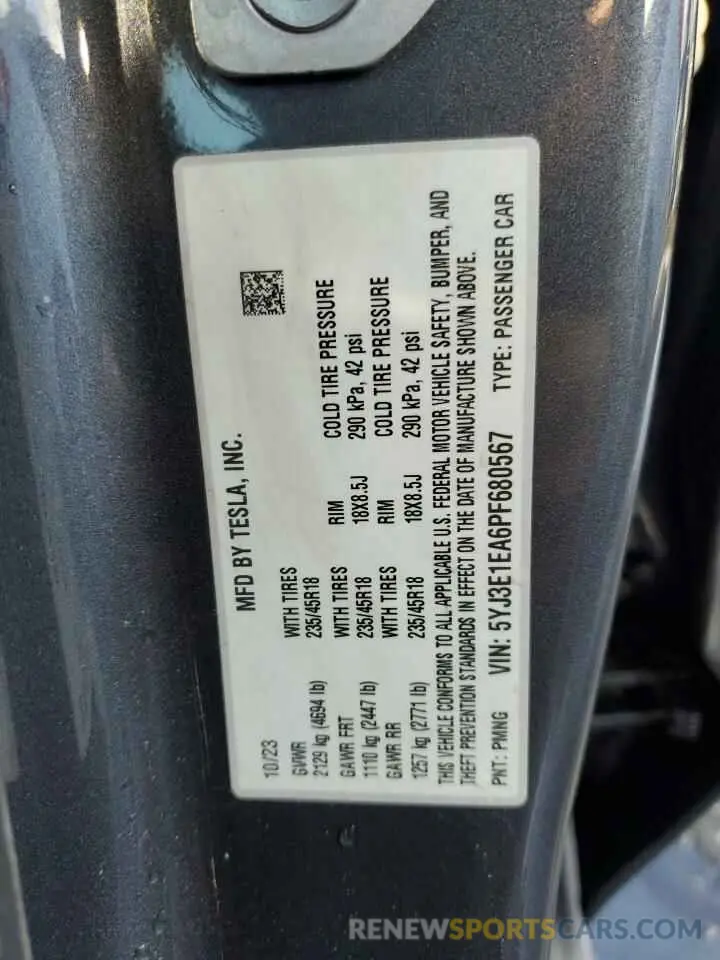 MFD BY TESLA, INC.
10/23
GVWR WITH TIRES
2129 kg (4694 lb) 235/45R18
GAWR FRT WITH TIRES RIM COLD TIRE PRESSURE
1110 kg (2447 lb) 235/45R18 18X8.5J 290 kPa, 42 psi
GAWR RR WITH TIRES RIM COLD TIRE PRESSURE
1257 kg (2771 lb) 235/45R18 18X8.5J 290 kPa, 42 psi
THIS VEHICLE CONFORMS TO ALL APPLICABLE U.S. FEDERAL MOTOR VEHICLE SAFETY, BUMPER, AND
THEFT PREVENTION STANDARDS IN EFFECT ON THE DATE OF MANUFACTURE SHOWN ABOVE.
PNT: PMNG VIN: 5YJ3E1EA6PF680567 TYPE: PASSENGER CAR
RENEWSPORTSCARS.COM